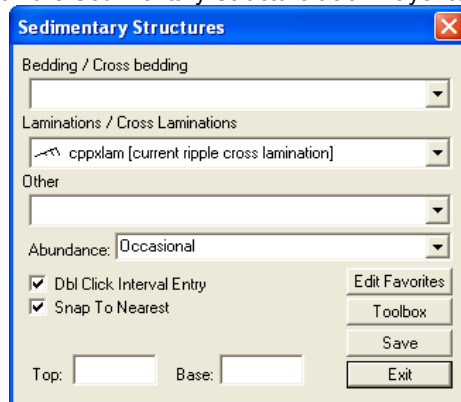 Sedimentary Structures
Bedding / Cross bedding
Laminations / Cross Laminations
cppxlam [current ripple cross lamination]
Other
Abundance: Occasional
Dbl Click Interval Entry
Edit Favorites
Snap To Nearest
Toolbox
Save
Top:
Base:
Exit